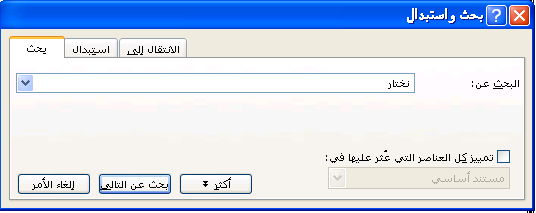 بحث واستبدال
بحث
استبدال
الانتقال إلى
البحث عن:
نختار
تمييز كل العناصر التي عُثر عليها في:
مستند أساسي
أكثر
بحث عن التالي
إلغاء الأمر